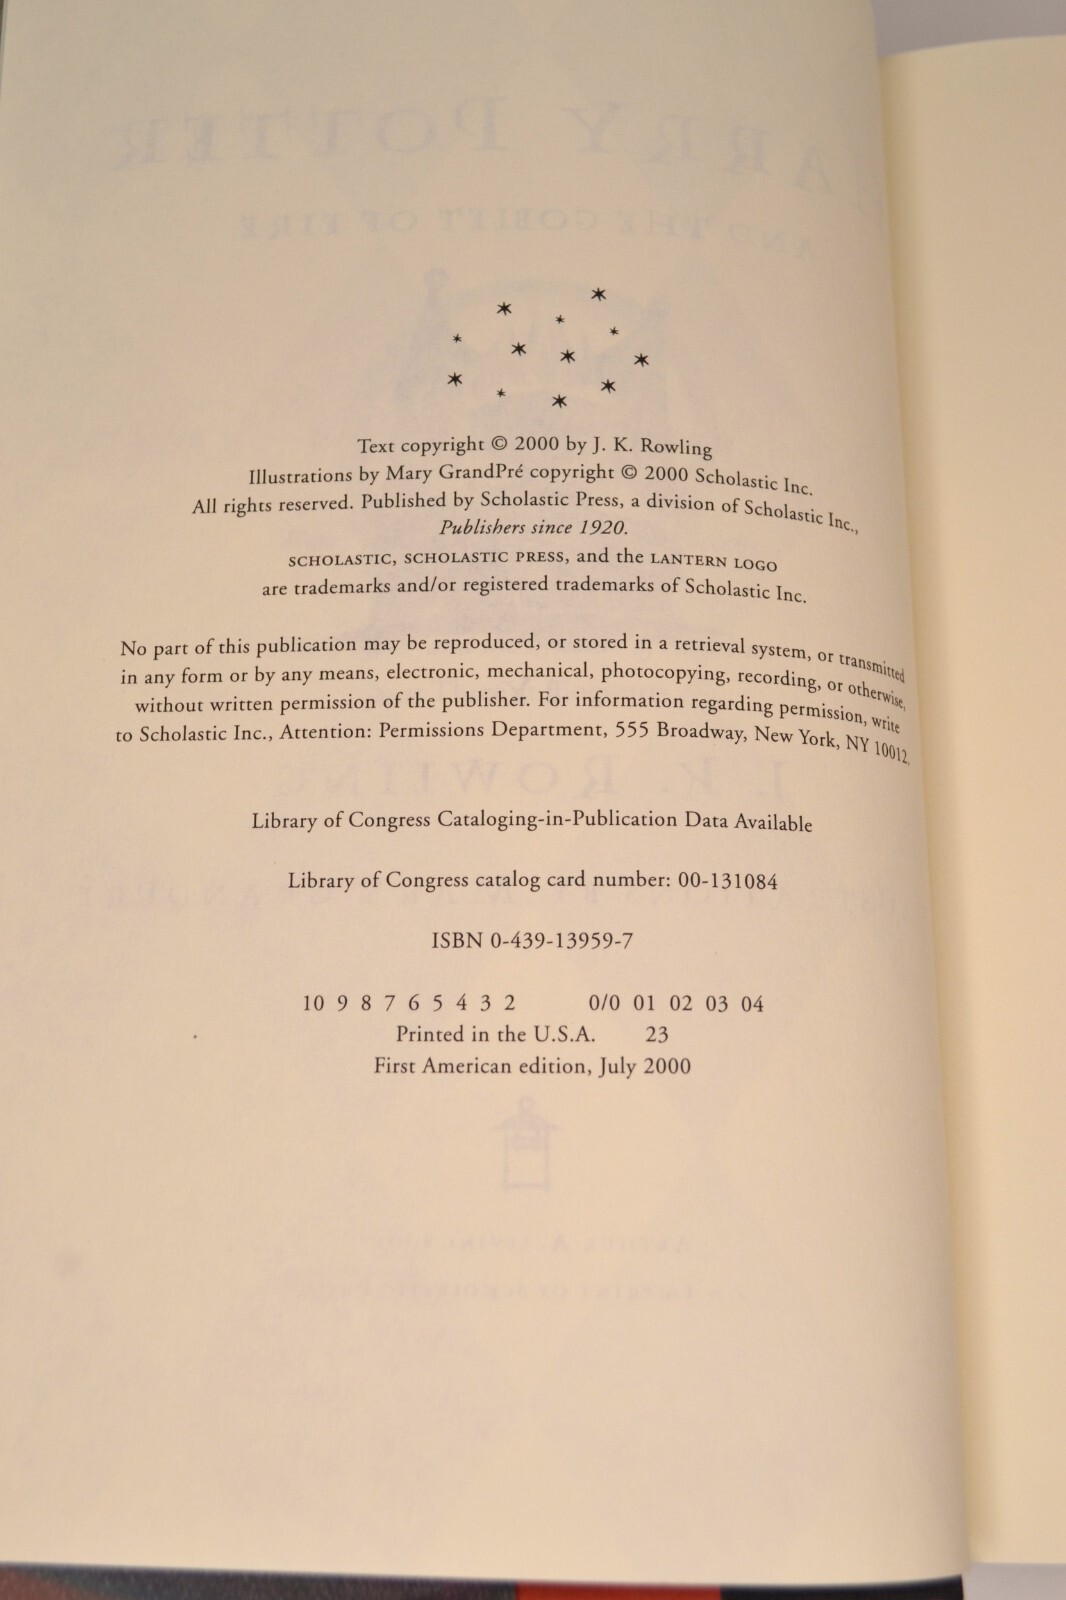 Text copyright © 2000 by J. K. Rowling
Illustrations by Mary GrandPré copyright © 2000 Scholastic Inc.
All rights reserved. Published by Scholastic Press, a division of Scholastic Inc.,
Publishers since 1920.
SCHOLASTIC, SCHOLASTIC PRESS, and the LANTERN LOGO
are trademarks and/or registered trademarks of Scholastic Inc.
No part of this publication may be reproduced, or stored in a retrieval system, or transmitted
in any form or by any means, electronic, mechanical, photocopying, recording, or otherwise,
without written permission of the publisher. For information regarding permission, write
to Scholastic Inc., Attention: Permissions Department, 555 Broadway, New York, NY 10012.
Library of Congress Cataloging-in-Publication Data Available
Library of Congress catalog card number: 00-131084
ISBN 0-439-13959-7
10 9 8 7 6 5 4 3 2 0/0 01 02 03 04
Printed in the U.S.A. 23
First American edition, July 2000